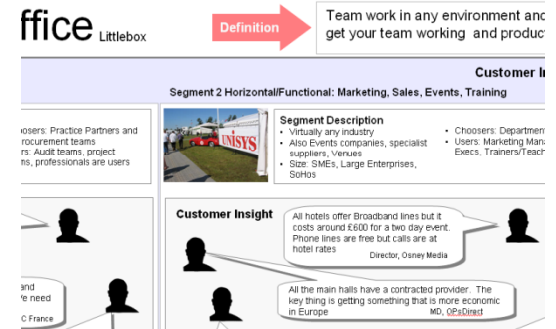 ffice Littlebox
Definition
Team work in any environment and
get your team working and produc
Customer I
Segment 2 Horizontal/Functional: Marketing, Sales, Events, Training
oosers: Practice Partners and
rocurement teams
rs: Audit teams, project
ns, professionals are users
UNISYS
Segment Description
• Virtually any industry
• Also Events companies, specialist
suppliers, Venues
• Size: SMEs, Large Enterprises,
SoHos
• Choosers: Department
• Users: Marketing Mana
Execs, Trainers/Teach
Customer Insight
All hotels offer Broadband lines but it
costs around £600 for a two day event.
Phone lines are free but calls are at
hotel rates
Director, Osney Media
and
We need
C France
All the main halls have a contracted provider. The
key thing is getting something that is more economic
in Europe
MD, OPsDirect